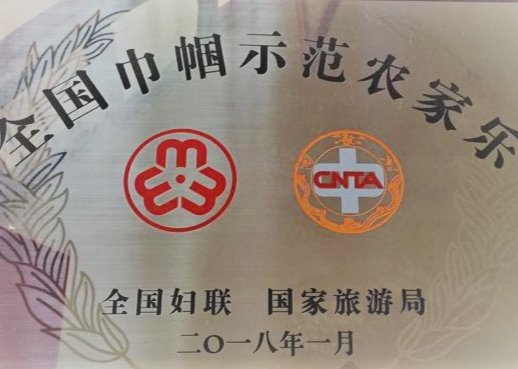 全国巾帼示范农家乐
CNTA
全国妇联 国家旅游局
二〇一八年一月